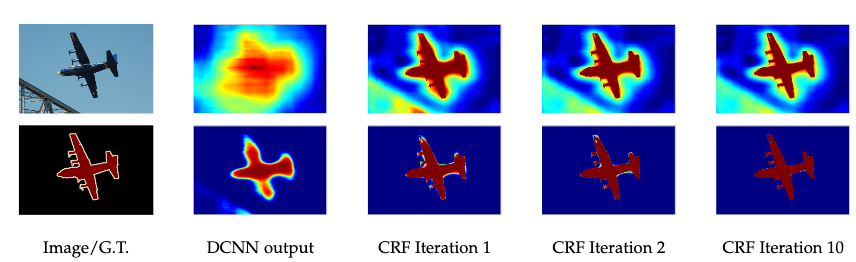 Image/G.T. DCNN output CRF Iteration 1 CRF Iteration 2 CRF Iteration 10